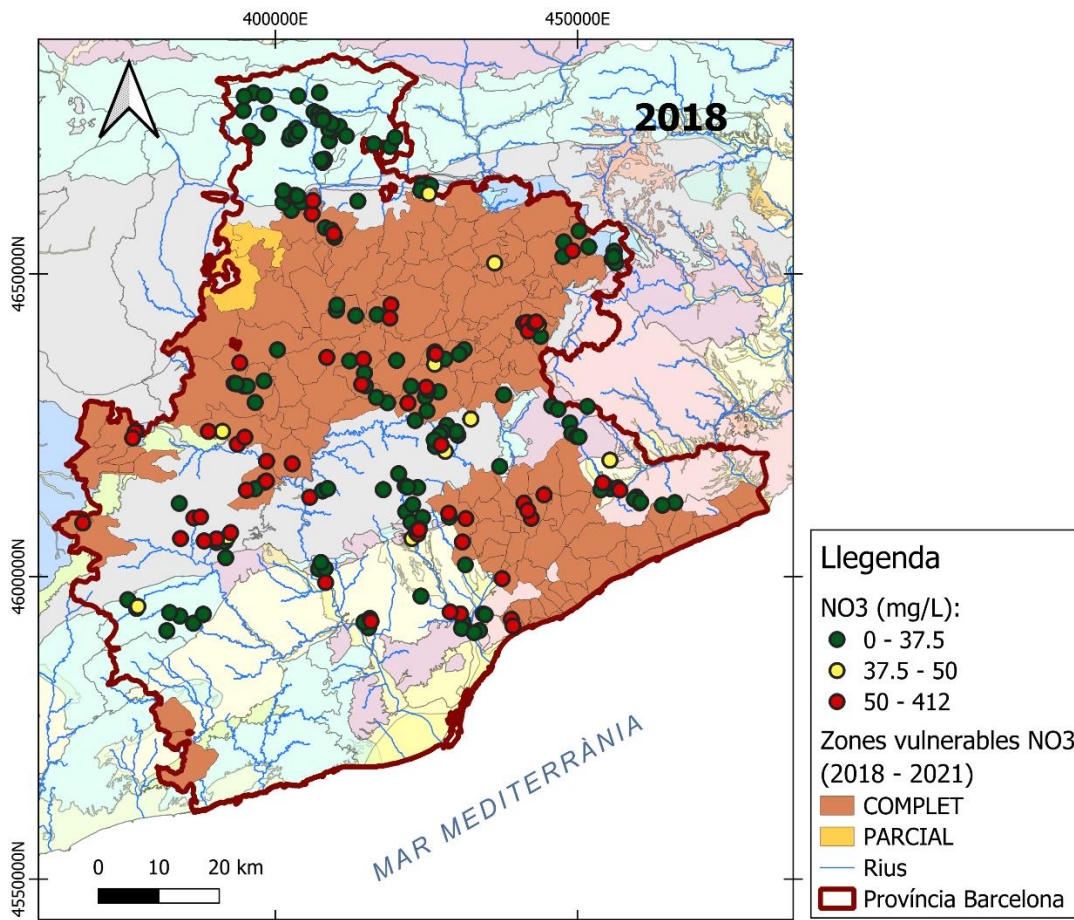 400000E
450000E
2018
4650000N
4600000N
4550000N
MAR MEDITERRÀNIA
0 10 20 km
Llegenda
NO3 (mg/L):
0 - 37.5
37.5 - 50
50 - 412
Zones vulnerables NO3
(2018 - 2021)
COMPLET
PARCIAL
Rius
Província Barcelona